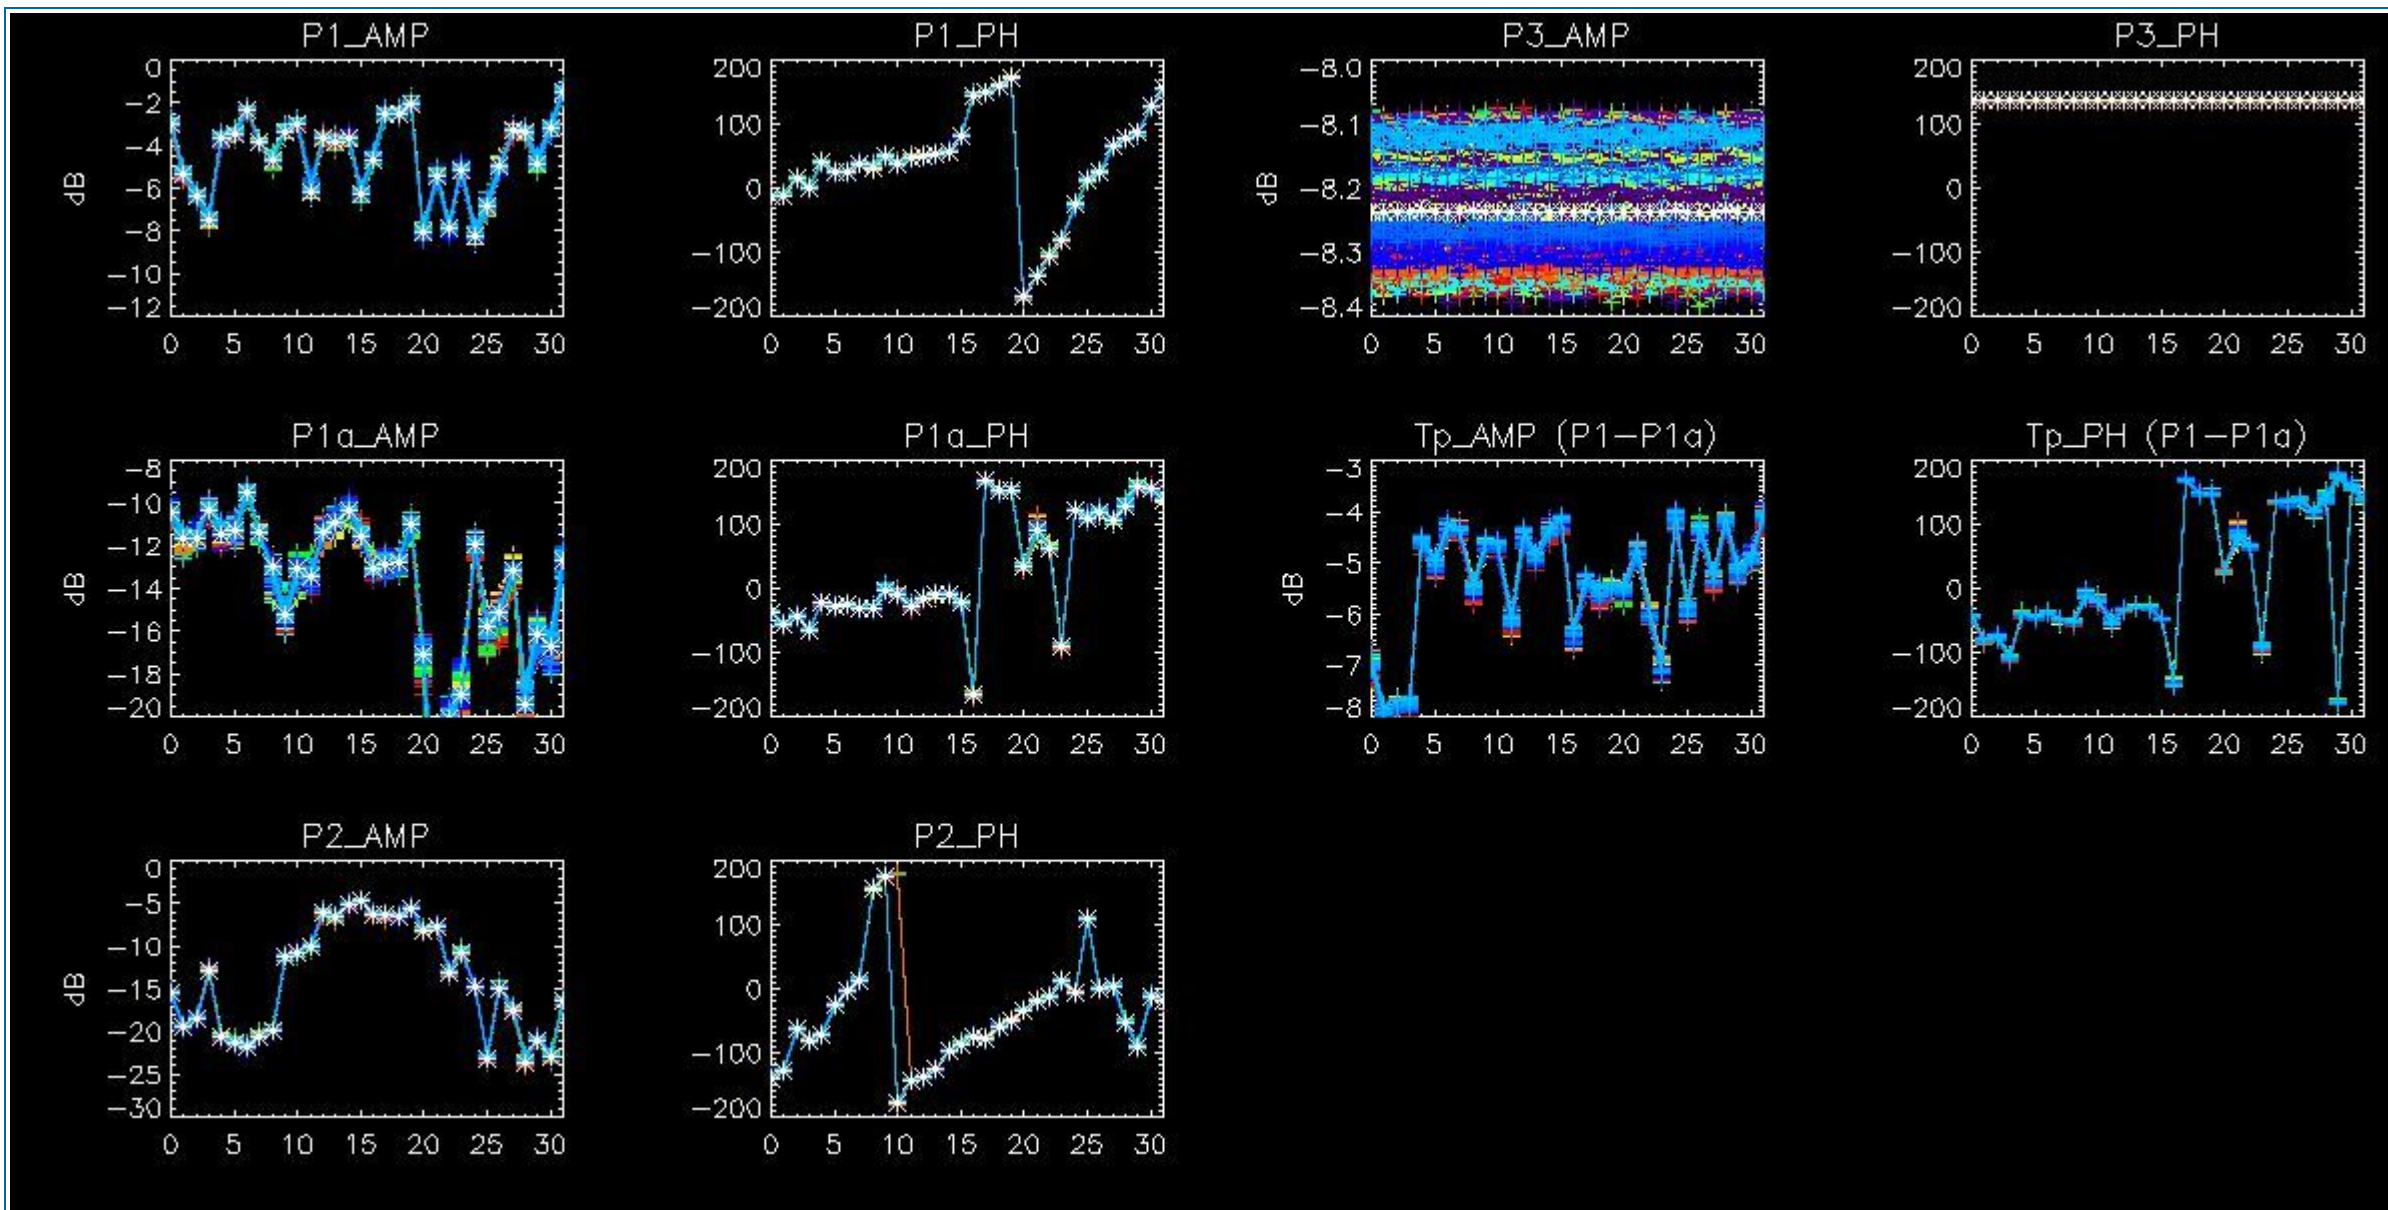 P1_AMP P1_PH P3_AMP P3_PH
0 200 -8.0 200
-2
100 -8.1 100
-4
dB -6 0 dB -8.2 0
-8
-100 -8.3 -100
-10
-12 -200 -8.4 -200
0 5 10 15 20 25 30 0 5 10 15 20 25 30 0 5 10 15 20 25 30 0 5 10 15 20 25 30
P1a_AMP P1a_PH Tp_AMP (P1-P1a) Tp_PH (P1-P1a)
-8 200 -3 200
-10
100 -4 100
-12
dB -14 0 dB -5 0
-6
-16
-100 -7 -100
-18
-20 -200 -8 -200
0 5 10 15 20 25 30 0 5 10 15 20 25 30 0 5 10 15 20 25 30 0 5 10 15 20 25 30
P2_AMP P2_PH
0 200
-5
100
-10
dB -15 0
-20
-100
-25
-30 -200
0 5 10 15 20 25 30 0 5 10 15 20 25 30